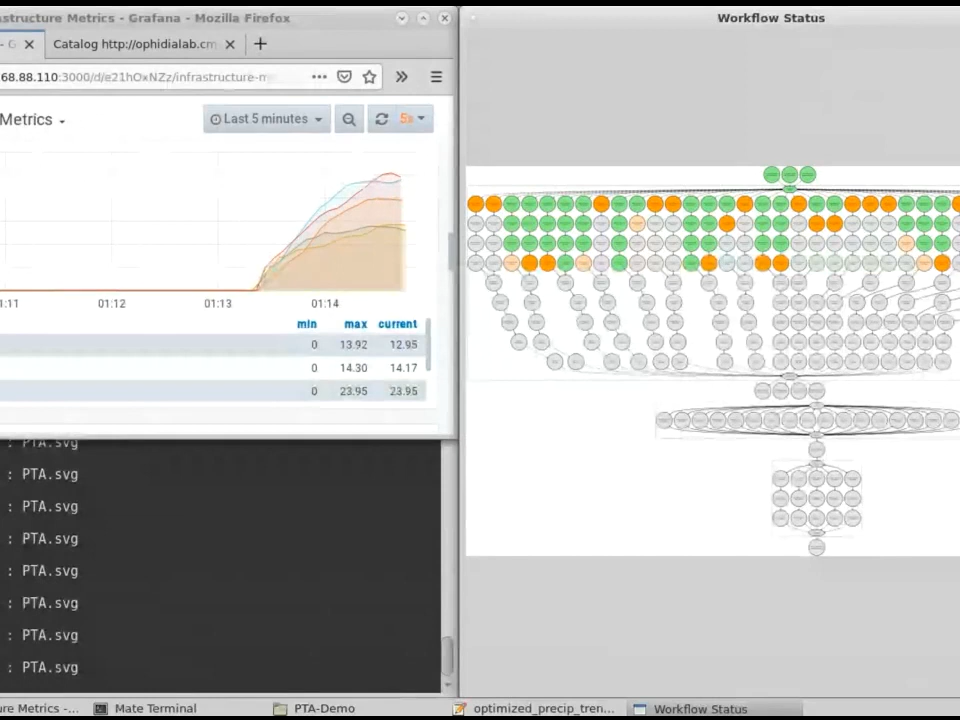 structure Metrics - Grafana - Mozilla Firefox
Workflow Status
- G
Catalog http://ophidialab.cm
68.88.110:3000/d/e21hOxNZz/infrastructure-m
Metrics
Last 5 minutes
5s
:11
01:12
01:13
01:14
min max current
0 13.92 12.95
0 14.30 14.17
0 23.95 23.95
: PTA.svg
: PTA.svg
: PTA.svg
: PTA.svg
: PTA.svg
: PTA.svg
: PTA.svg
: PTA.svg
ure Metrics -...
Mate Terminal
PTA-Demo
optimized_precip_tren...
Workflow Status